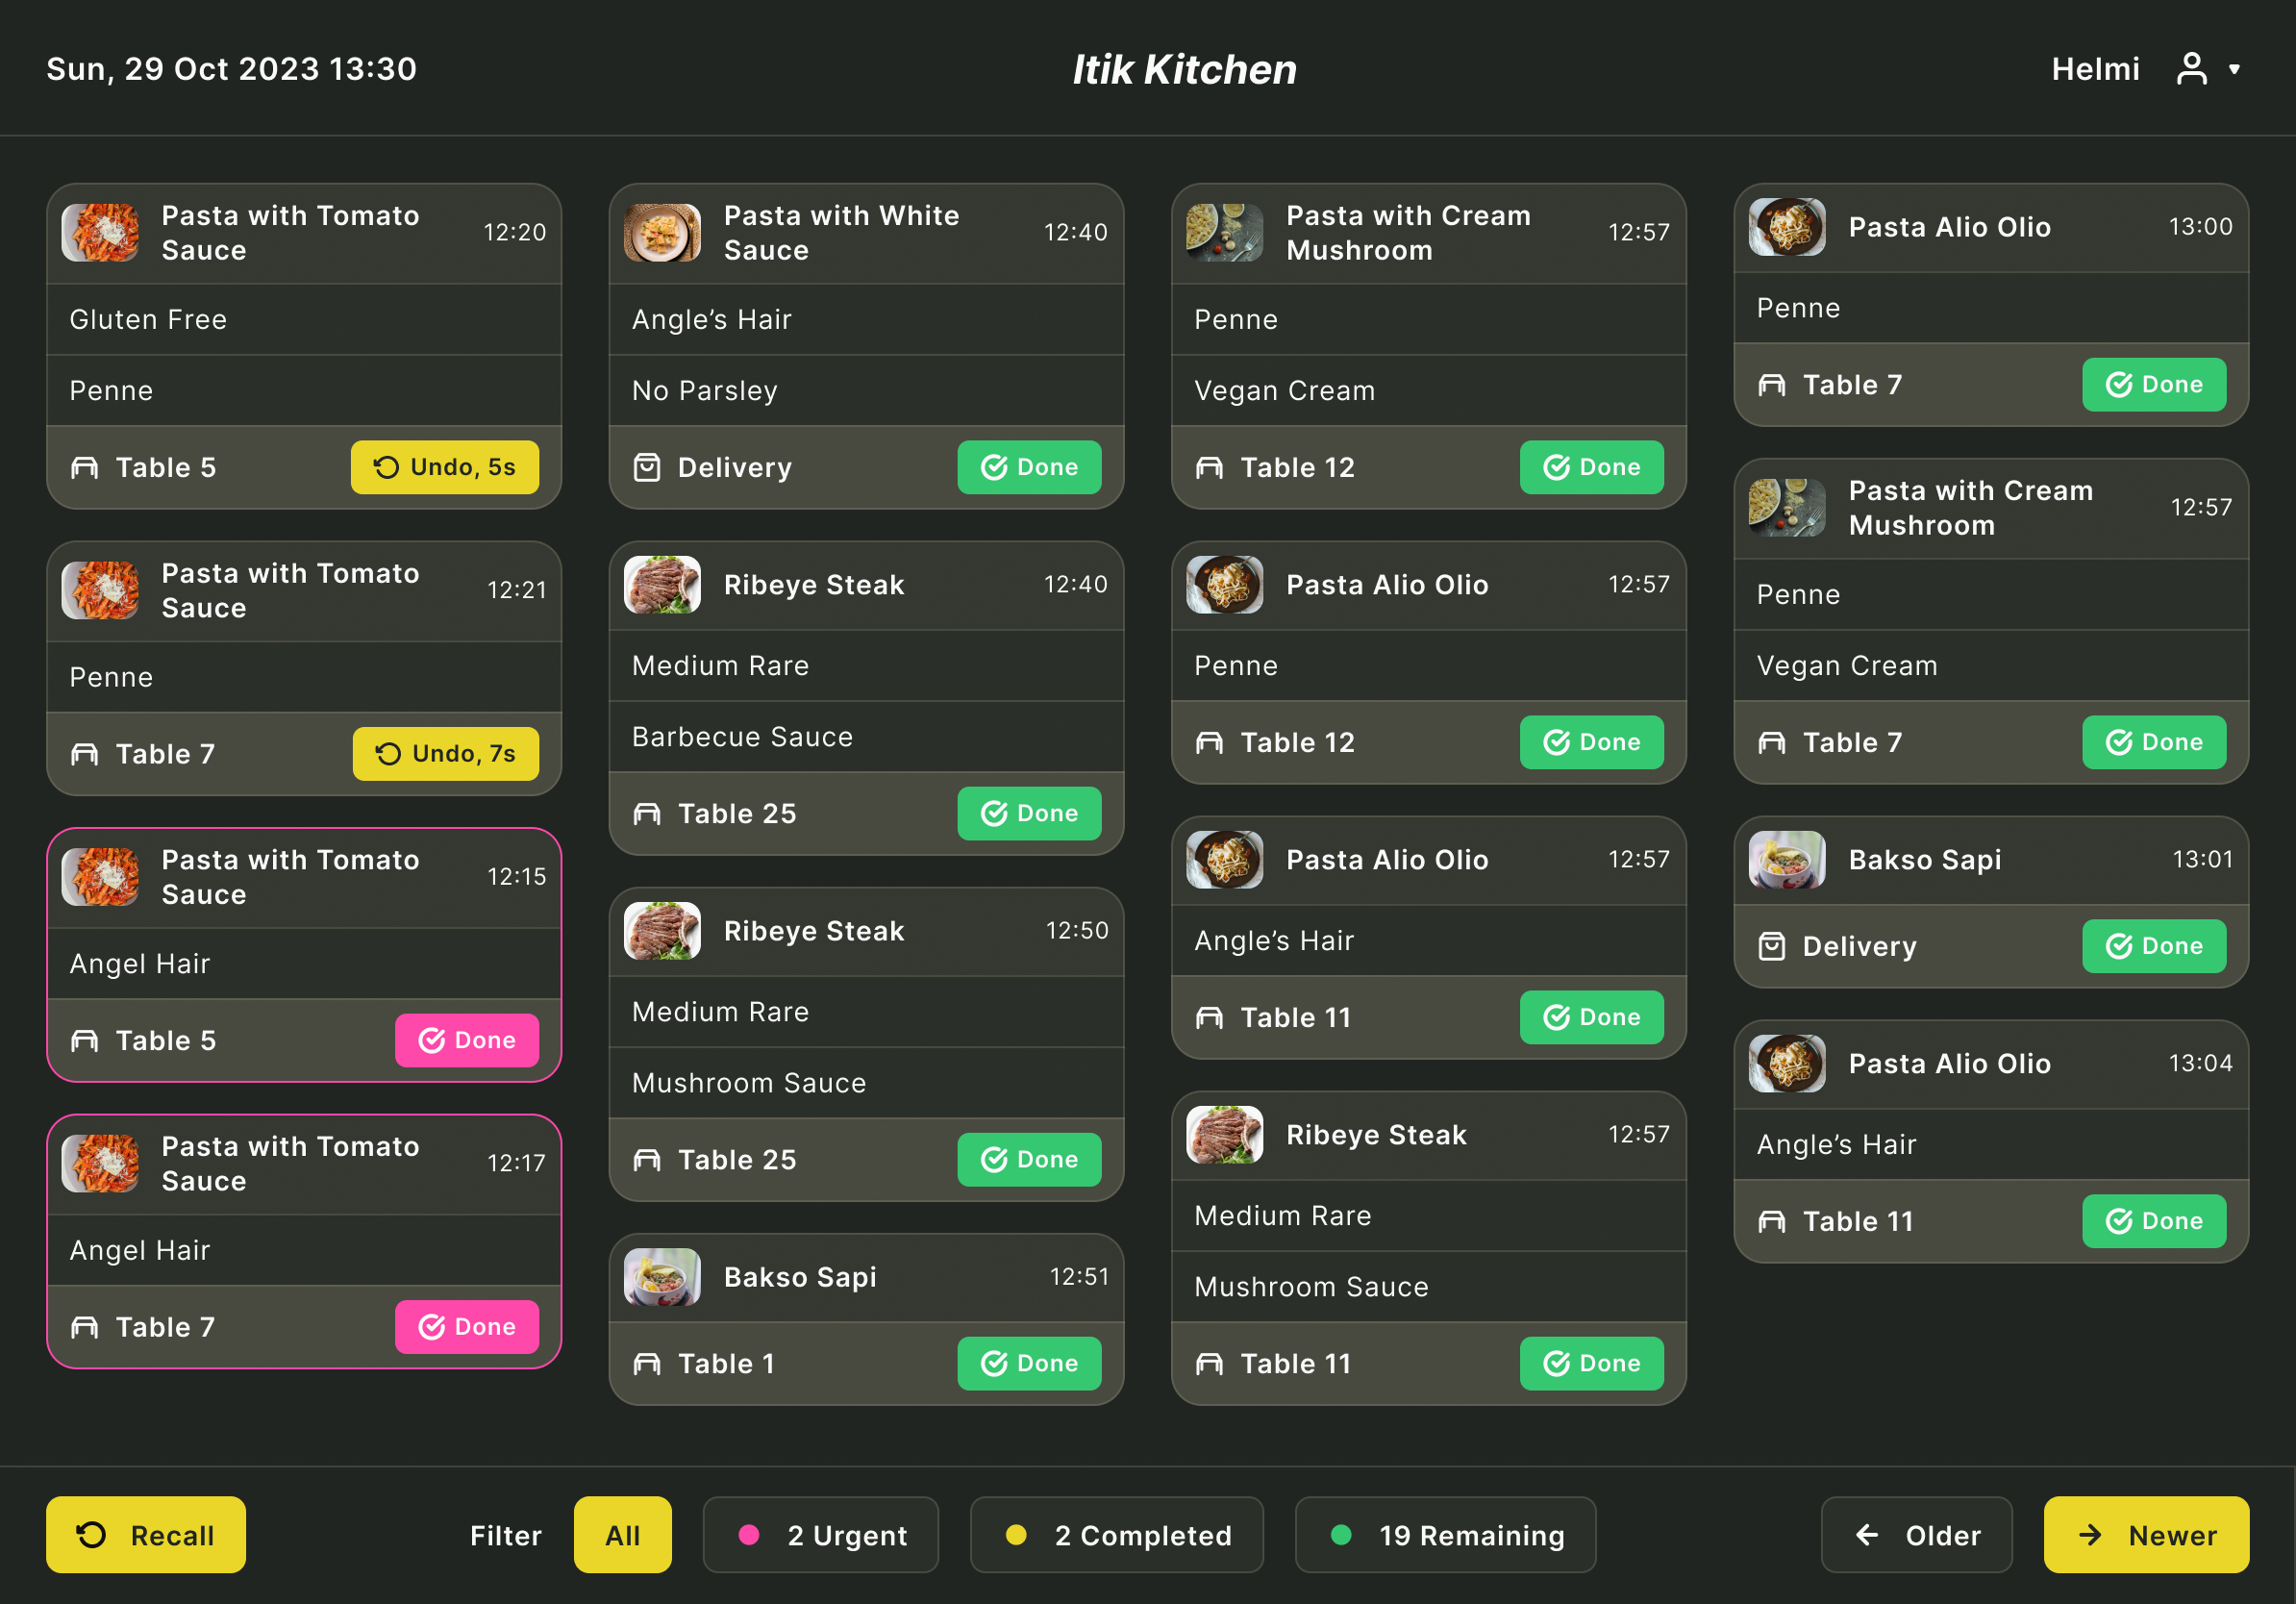 Sun, 29 Oct 2023 13:30
Itik Kitchen
Helmi
Pasta with Tomato
Sauce
12:20
Gluten Free
Penne
Table 5
Undo, 5s
Pasta with Tomato
Sauce
12:21
Penne
Table 7
Undo, 7s
Pasta with Tomato
Sauce
12:15
Angel Hair
Table 5
Done
Pasta with Tomato
Sauce
12:17
Angel Hair
Table 7
Done
Pasta with White
Sauce
12:40
Angle’s Hair
No Parsley
Delivery
Done
Ribeye Steak
12:40
Medium Rare
Barbecue Sauce
Table 25
Done
Ribeye Steak
12:50
Medium Rare
Mushroom Sauce
Table 25
Done
Bakso Sapi
12:51
Table 1
Done
Pasta with Cream
Mushroom
12:57
Penne
Vegan Cream
Table 12
Done
Pasta Alio Olio
12:57
Penne
Table 12
Done
Pasta Alio Olio
12:57
Angle’s Hair
Table 11
Done
Ribeye Steak
12:57
Medium Rare
Mushroom Sauce
Table 11
Done
Pasta Alio Olio
13:00
Penne
Table 7
Done
Pasta with Cream
Mushroom
12:57
Penne
Vegan Cream
Table 7
Done
Bakso Sapi
13:01
Delivery
Done
Pasta Alio Olio
13:04
Angle’s Hair
Table 11
Done
Recall
Filter
All
2 Urgent
2 Completed
19 Remaining
Older
Newer